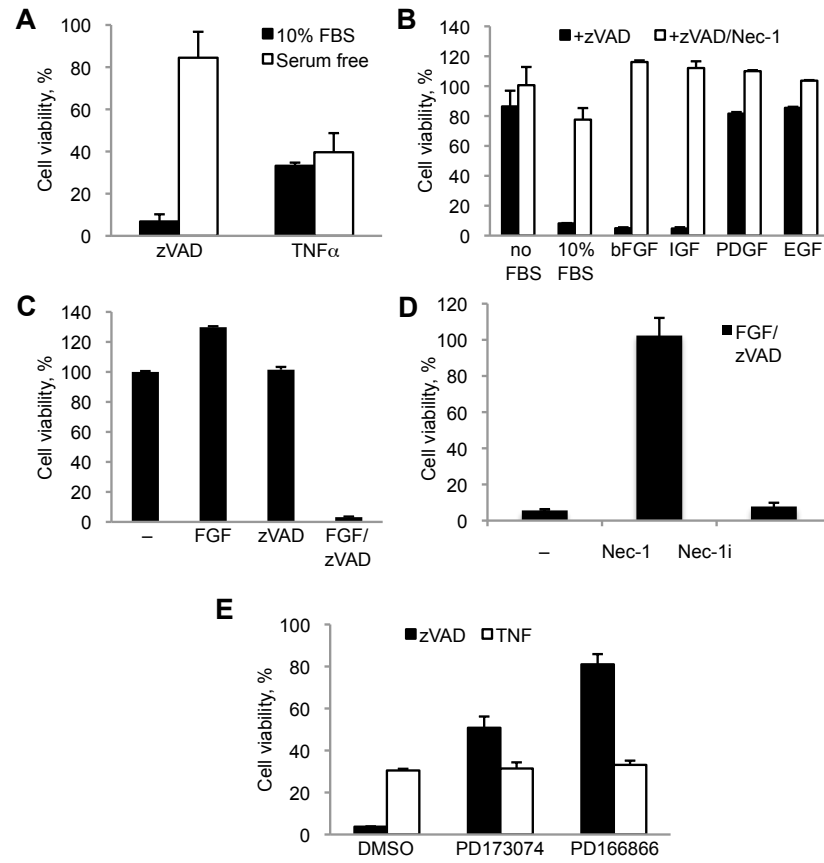 A
10% FBS
Serum free
Cell viability, %
100
80
60
40
20
0
zVAD
TNFα
B
+zVAD
+zVAD/Nec-1
Cell viability, %
140
120
100
80
60
40
20
0
no FBS
10% FBS
bFGF
IGF
PDGF
EGF
C
Cell viability, %
140
120
100
80
60
40
20
0
–
FGF
zVAD
FGF/
zVAD
D
FGF/
zVAD
Cell viability, %
120
100
80
60
40
20
0
–
Nec-1
Nec-1i
E
zVAD
TNF
Cell viability, %
100
80
60
40
20
0
DMSO
PD173074
PD166866